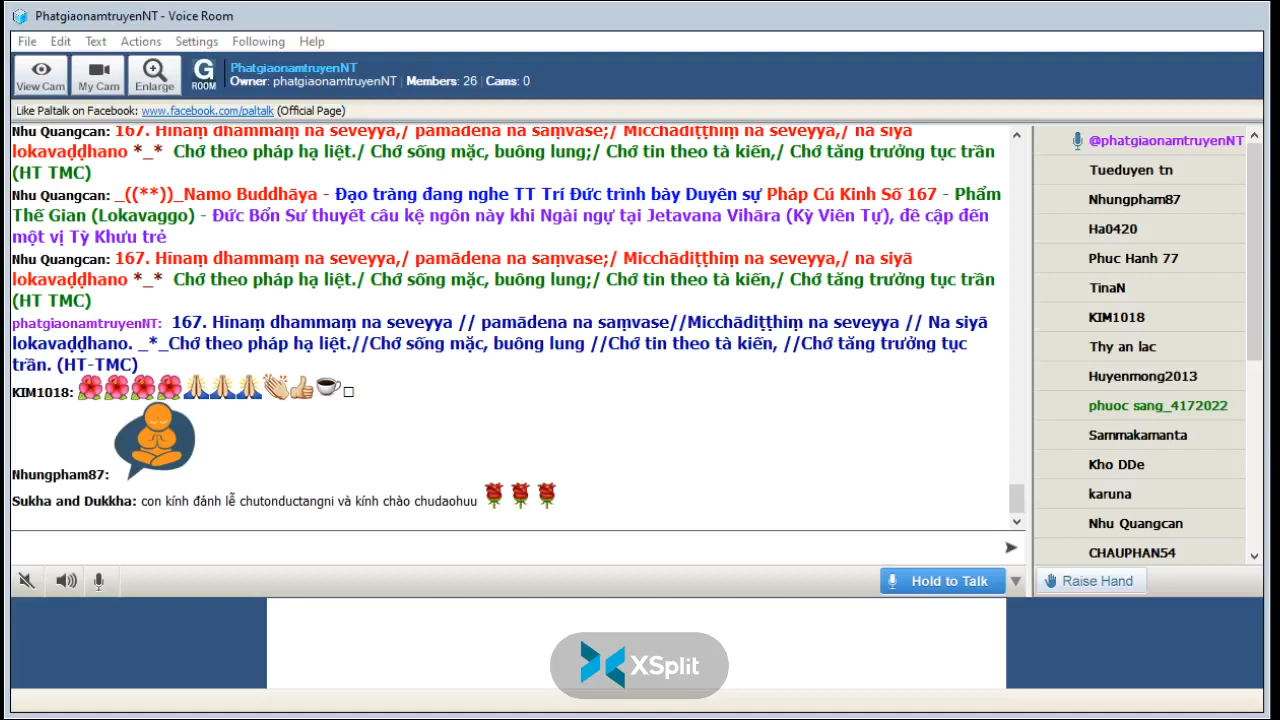 PhatgiaonamtruyenNT - Voice Room
File Edit Text Actions Settings Following Help
View Cam My Cam Enlarge G ROOM
PhatgiaonamtruyenNT
Owner: phatgiaonamtruyenNT | Members: 26 | Cams: 0
Like Paltalk on Facebook: www.facebook.com/paltalk (Official Page)
Nhu Quangcan: 167. Hīnaṃ dhammaṃ na seveyya,/ pamādena na saṃvase;/ Micchādiṭṭhiṃ na seveyya,/ na siyā
lokavaḍḍhano *_* Chớ theo pháp hạ liệt./ Chớ sống mặc, buông lung;/ Chớ tin theo tà kiến,/ Chớ tăng trưởng tục trần
(HT TMC)
Nhu Quangcan: _((**))_Namo Buddhāya - Đạo tràng đang nghe TT Trí Đức trình bày Duyên sự Pháp Cú Kinh Số 167 - Phẩm
Thế Gian (Lokavaggo) - Đức Bổn Sư thuyết câu kệ ngôn này khi Ngài ngự tại Jetavana Vihāra (Kỳ Viên Tự), đề cập đến
một vị Tỳ Khưu trẻ
Nhu Quangcan: 167. Hīnaṃ dhammaṃ na seveyya,/ pamādena na saṃvase;/ Micchādiṭṭhiṃ na seveyya,/ na siyā
lokavaḍḍhano *_* Chớ theo pháp hạ liệt./ Chớ sống mặc, buông lung;/ Chớ tin theo tà kiến,/ Chớ tăng trưởng tục trần
(HT TMC)
phatgiaonamtruyenNT: 167. Hīnaṃ dhammaṃ na seveyya // pamādena na saṃvase//Micchādiṭṭhiṃ na seveyya // Na siyā
lokavaḍḍhano. _*_Chớ theo pháp hạ liệt.//Chớ sống mặc, buông lung //Chớ tin theo tà kiến, //Chớ tăng trưởng tục
trần. (HT-TMC)
KIM1018:
Nhungpham87:
Sukha and Dukkha: con kính đánh lễ chutonductangni và kính chào chudaohuu
@phatgiaonamtruyenNT
Tueduyen tn
Nhungpham87
Ha0420
Phuc Hanh 77
TinaN
KIM1018
Thy an lac
Huyenmong2013
phuoc sang_4172022
Sammakamanta
Kho DDe
karuna
Nhu Quangcan
CHAUPHAN54
Hold to Talk
Raise Hand
XSplit